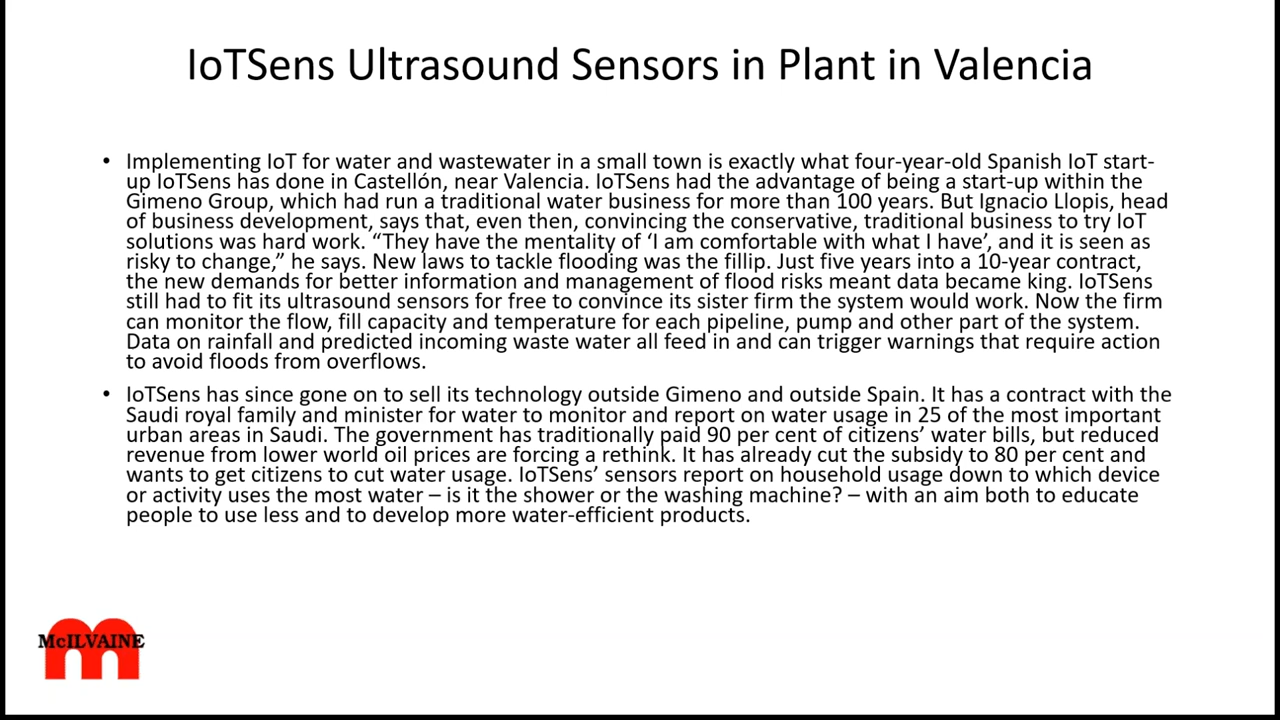 IoTSens Ultrasound Sensors in Plant in Valencia
• Implementing IoT for water and wastewater in a small town is exactly what four-year-old Spanish IoT start-
up IoTSens has done in Castellón, near Valencia. IoTSens had the advantage of being a start-up within the
Gimeno Group, which had run a traditional water business for more than 100 years. But Ignacio Llopis, head
of business development, says that, even then, convincing the conservative, traditional business to try IoT
solutions was hard work. “They have the mentality of ‘I am comfortable with what I have’, and it is seen as
risky to change,” he says. New laws to tackle flooding was the fillip. Just five years into a 10-year contract,
the new demands for better information and management of flood risks meant data became king. IoTSens
still had to fit its ultrasound sensors for free to convince its sister firm the system would work. Now the firm
can monitor the flow, fill capacity and temperature for each pipeline, pump and other part of the system.
Data on rainfall and predicted incoming waste water all feed in and can trigger warnings that require action
to avoid floods from overflows.
• IoTSens has since gone on to sell its technology outside Gimeno and outside Spain. It has a contract with the
Saudi royal family and minister for water to monitor and report on water usage in 25 of the most important
urban areas in Saudi. The government has traditionally paid 90 per cent of citizens’ water bills, but reduced
revenue from lower world oil prices are forcing a rethink. It has already cut the subsidy to 80 per cent and
wants to get citizens to cut water usage. IoTSens’ sensors report on household usage down to which device
or activity uses the most water – is it the shower or the washing machine? – with an aim both to educate
people to use less and to develop more water-efficient products.
McILVAINE